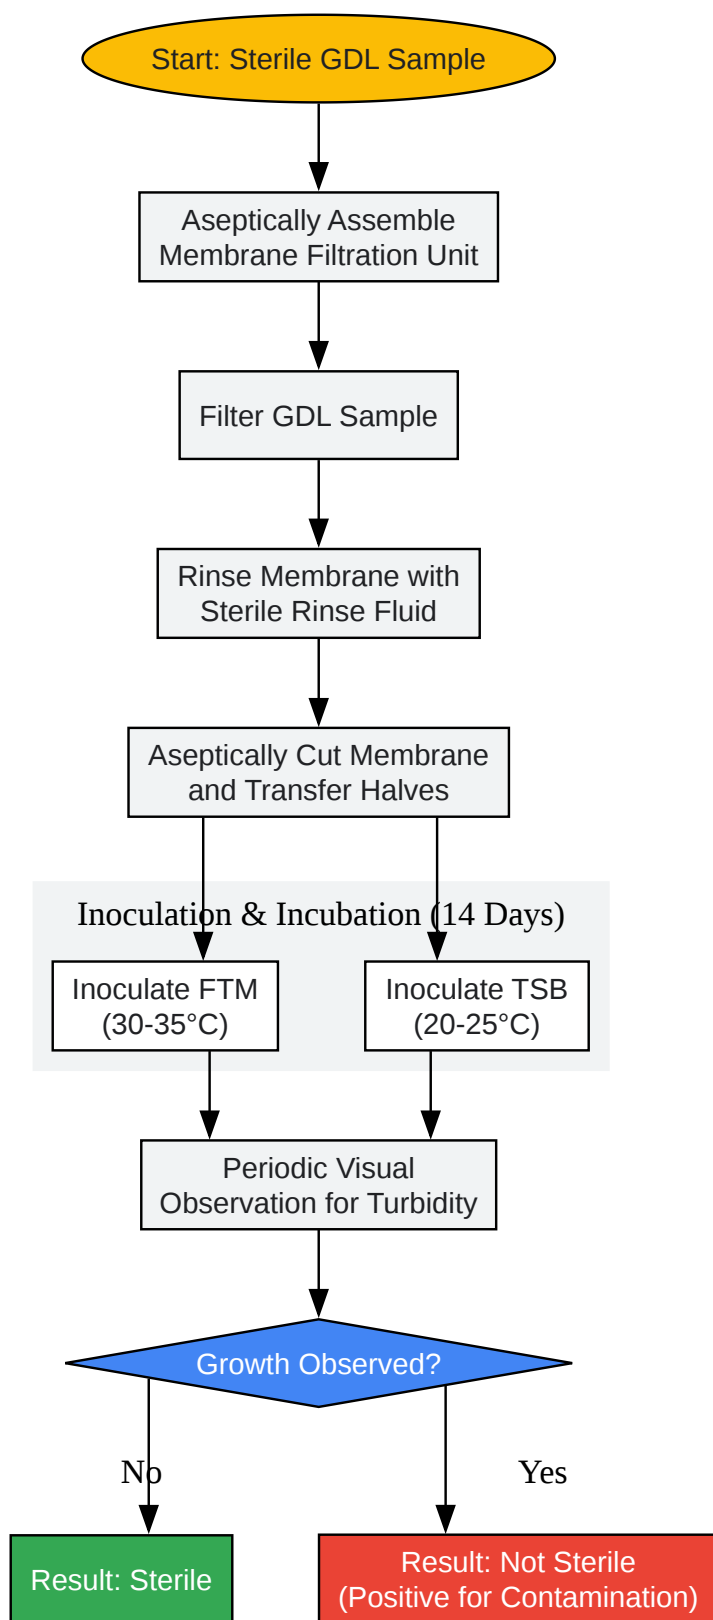 Start: Sterile GDL Sample
Aseptically Assemble
Membrane Filtration Unit
Filter GDL Sample
Rinse Membrane with
Sterile Rinse Fluid
Aseptically Cut Membrane
and Transfer Halves
Inoculation & Incubation (14 Days)
Inoculate FTM
(30-35°C)
Inoculate TSB
(20-25°C)
Periodic Visual
Observation for Turbidity
Growth Observed?
No
Yes
Result: Sterile
Result: Not Sterile
(Positive for Contamination)